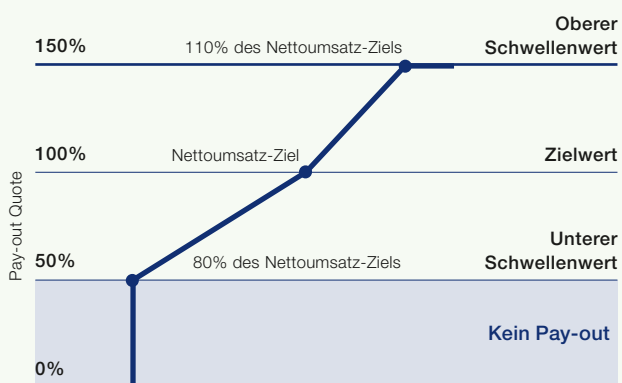 Oberer
150% 110% des Nettoumsatz-Ziels Schwellenwert
100% Nettoumsatz-Ziel Zielwert
Pay-out Quote
Unterer
50% 80% des Nettoumsatz-Ziels Schwellenwert
Kein Pay-out
0%